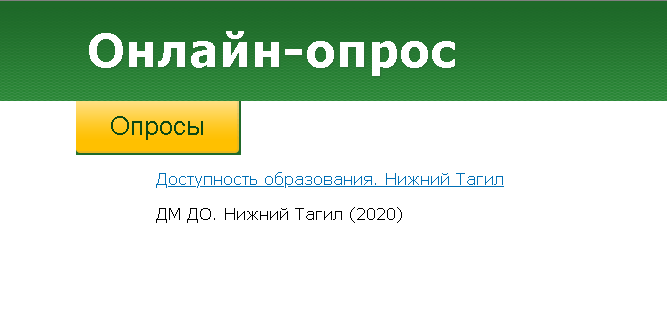 Онлайн-опрос
Опросы
Доступность образования. Нижний Тагил
ДМ ДО. Нижний Тагил (2020)